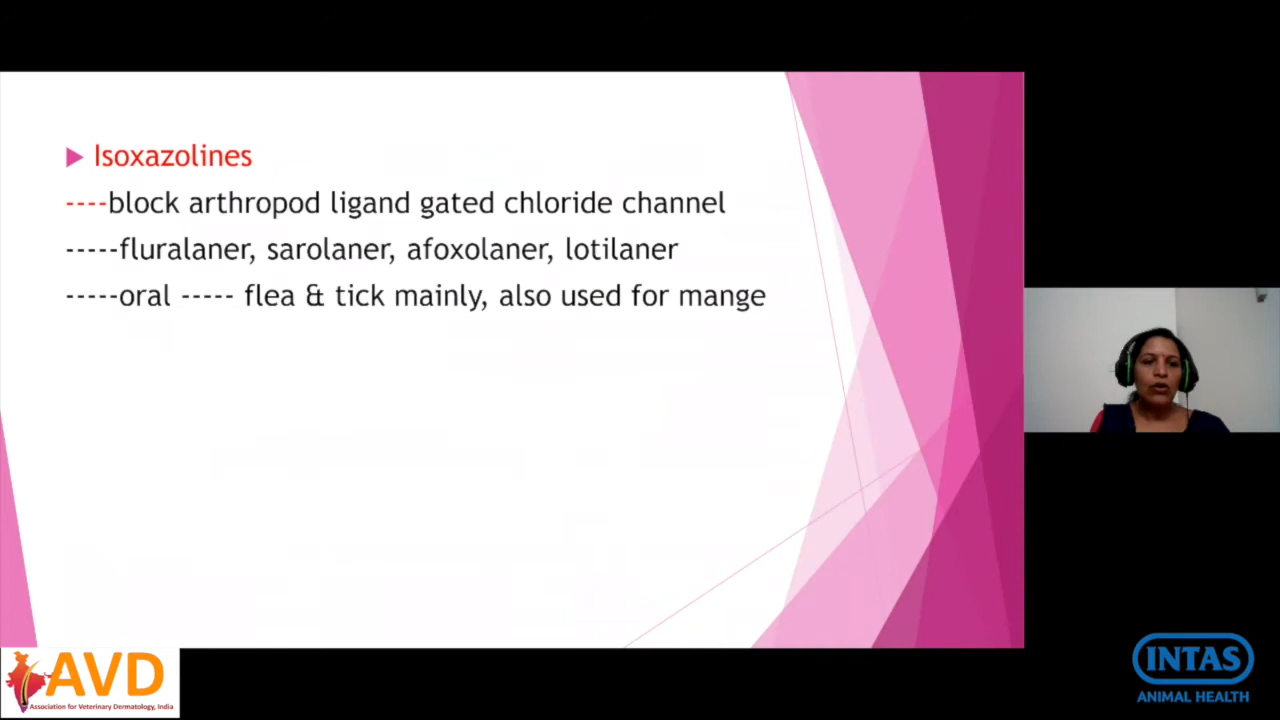 Isoxazolines
----block arthropod ligand gated chloride channel
-----fluralaner, sarolaner, afoxolaner, lotilaner
-----oral ----- flea & tick mainly, also used for mange
AVD
Association for Veterinary Dermatology, India
INTAS
ANIMAL HEALTH